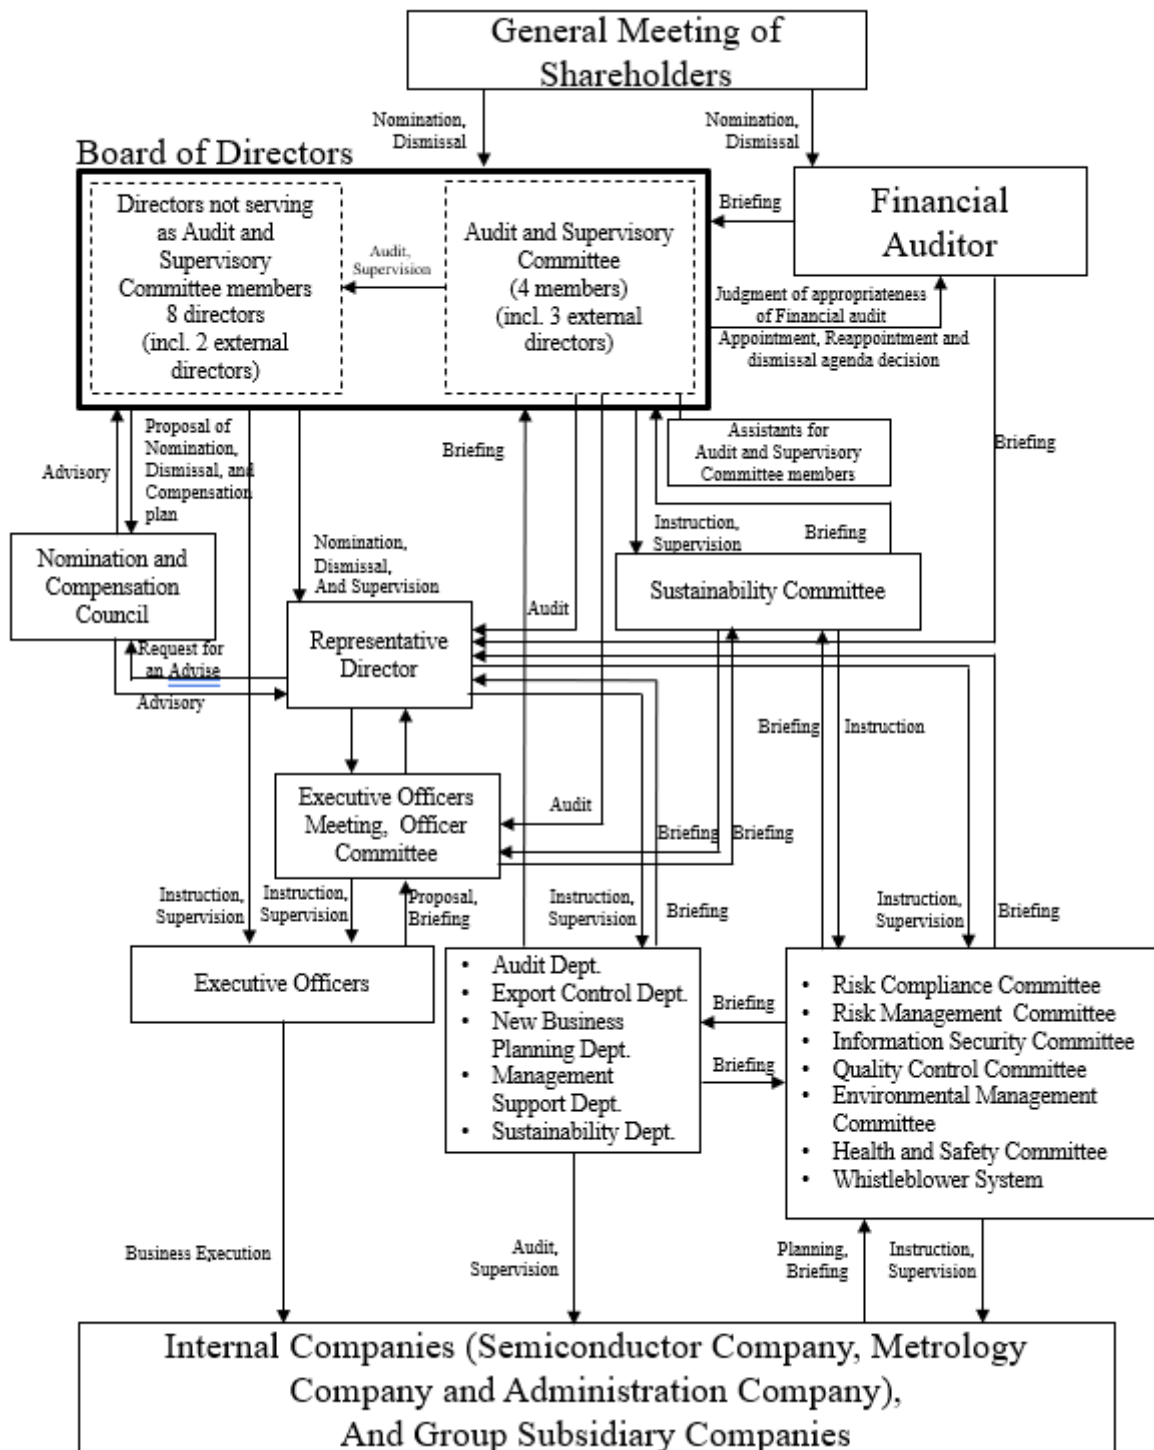 General Meeting of
Shareholders
Nomination,
Dismissal
Nomination,
Dismissal
Board of Directors
Directors not serving
as Audit and
Supervisory
Committee members
8 directors
(incl. 2 external
directors)
Audit,
Supervision
Audit and Supervisory
Committee
(4 members)
(incl. 3 external
directors)
Briefing
Financial
Auditor
Judgment of appropriateness
of Financial audit
Appointment, Reappointment and
dismissal agenda decision
Advisory
Proposal of
Nomination,
Dismissal, and
Compensation
plan
Briefing
Assistants for
Audit and Supervisory
Committee members
Briefing
Nomination and
Compensation
Council
Nomination,
Dismissal,
And Supervision
Instruction,
Supervision
Briefing
Sustainability Committee
Audit
Representative
Director
Request for
an Advise
Advisory
Briefing
Instruction
Executive Officers
Meeting, Officer
Committee
Audit
Briefing
Briefing
Instruction,
Supervision
Instruction,
Supervision
Proposal,
Briefing
Instruction,
Supervision
Briefing
Instruction,
Supervision
Briefing
Executive Officers
• Audit Dept.
• Export Control Dept.
• New Business
Planning Dept.
• Management
Support Dept.
• Sustainability Dept.
Briefing
Briefing
• Risk Compliance Committee
• Risk Management Committee
• Information Security Committee
• Quality Control Committee
• Environmental Management
Committee
• Health and Safety Committee
• Whistleblower System
Business Execution
Audit,
Supervision
Planning,
Briefing
Instruction,
Supervision
Internal Companies (Semiconductor Company, Metrology
Company and Administration Company),
And Group Subsidiary Companies